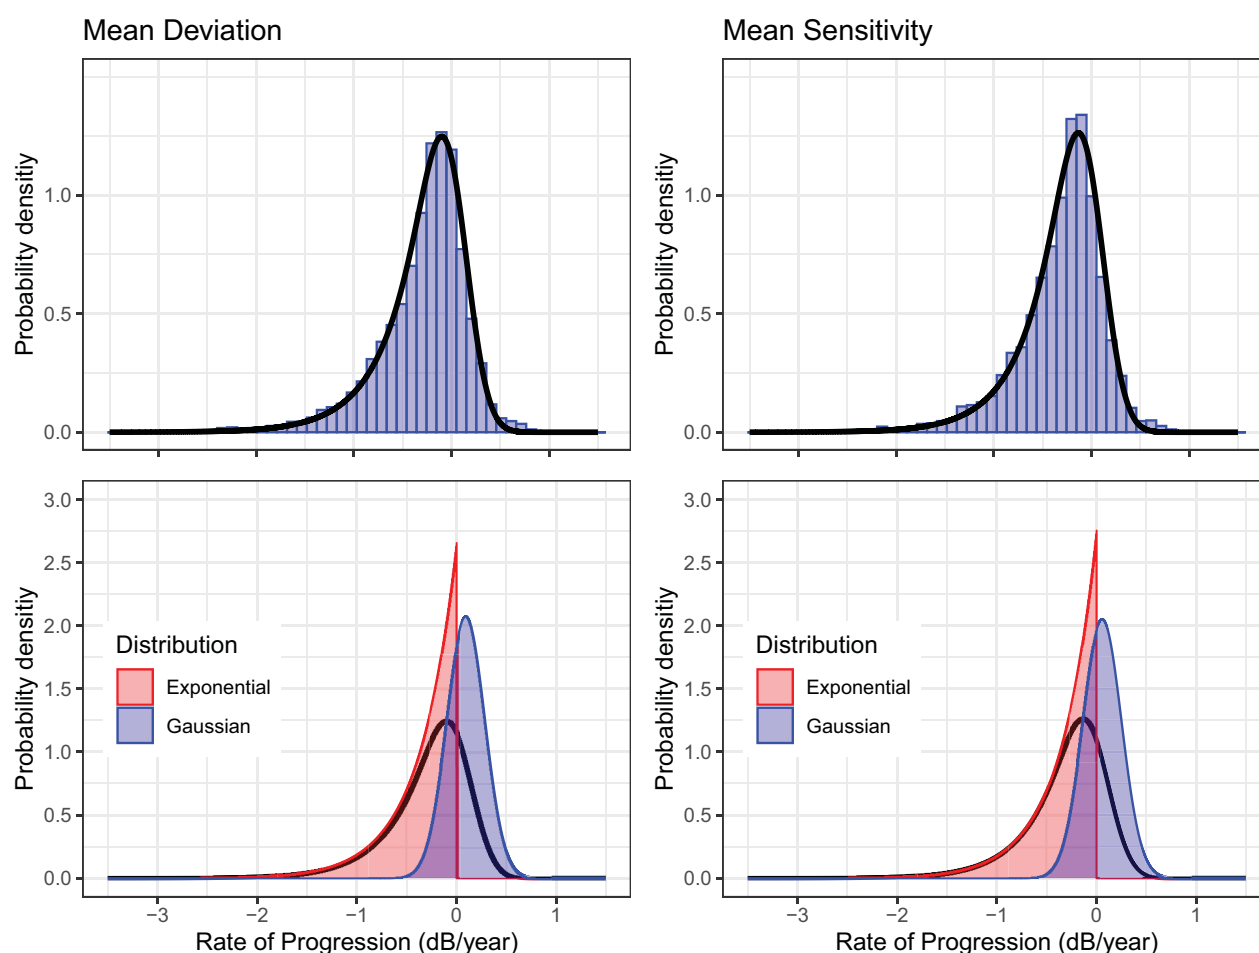 Mean Deviation
Mean Sensitivity
Probability densitiy
1.0
0.5
0.0
Probability densitiy
1.0
0.5
0.0
Probability densitiy
3.0
2.5
2.0
1.5
1.0
0.5
0.0
Distribution
Exponential
Gaussian
−3 −2 −1 0 1
Rate of Progression (dB/year)
Probability densitiy
3.0
2.5
2.0
1.5
1.0
0.5
0.0
Distribution
Exponential
Gaussian
−3 −2 −1 0 1
Rate of Progression (dB/year)